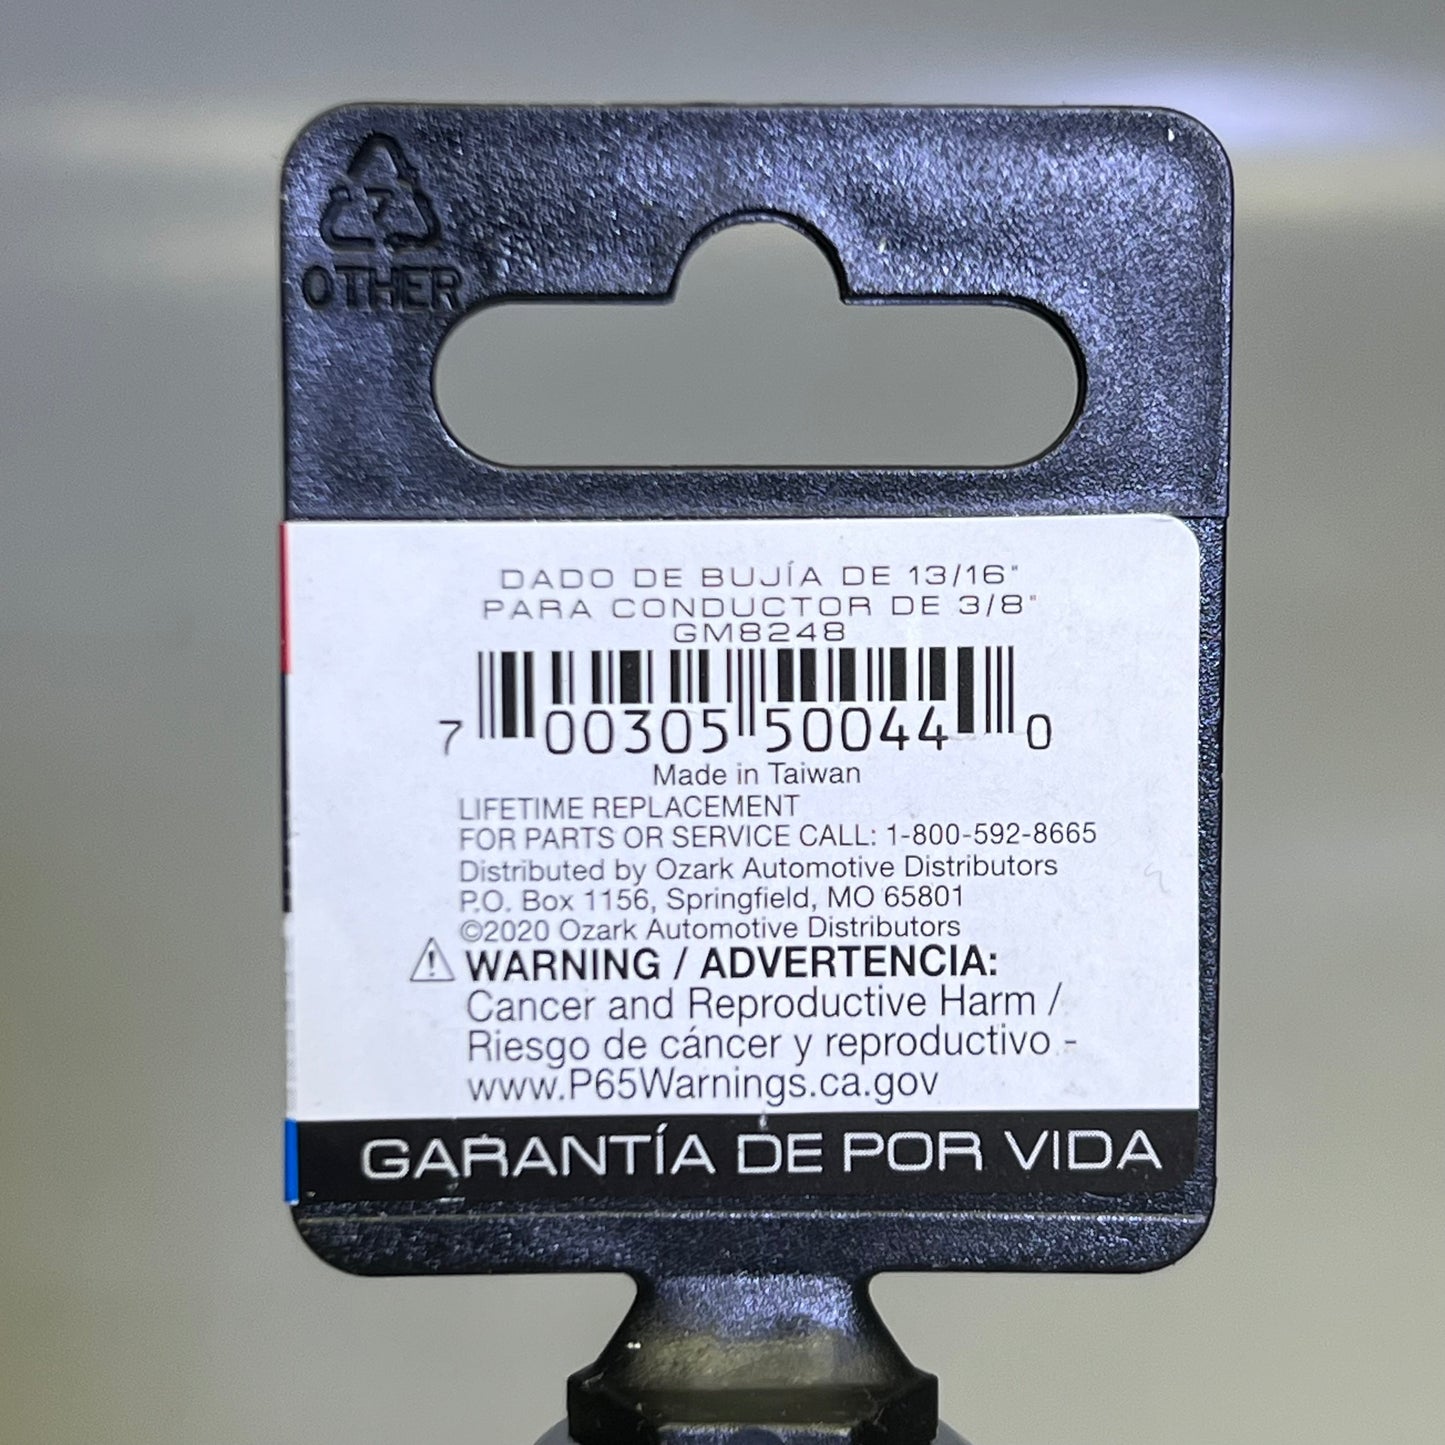 7
OTHER
DADO DE BUJÍA DE 13/16"
PARA CONDUCTOR DE 3/8"
GM8248
7 00305 50044 0
Made in Taiwan
LIFETIME REPLACEMENT
FOR PARTS OR SERVICE CALL: 1-800-592-8665
Distributed by Ozark Automotive Distributors
P.O. Box 1156, Springfield, MO 65801
©2020 Ozark Automotive Distributors
⚠ WARNING / ADVERTENCIA:
Cancer and Reproductive Harm /
Riesgo de cáncer y reproductivo -
www.P65Warnings.ca.gov
GARANTÍA DE POR VIDA